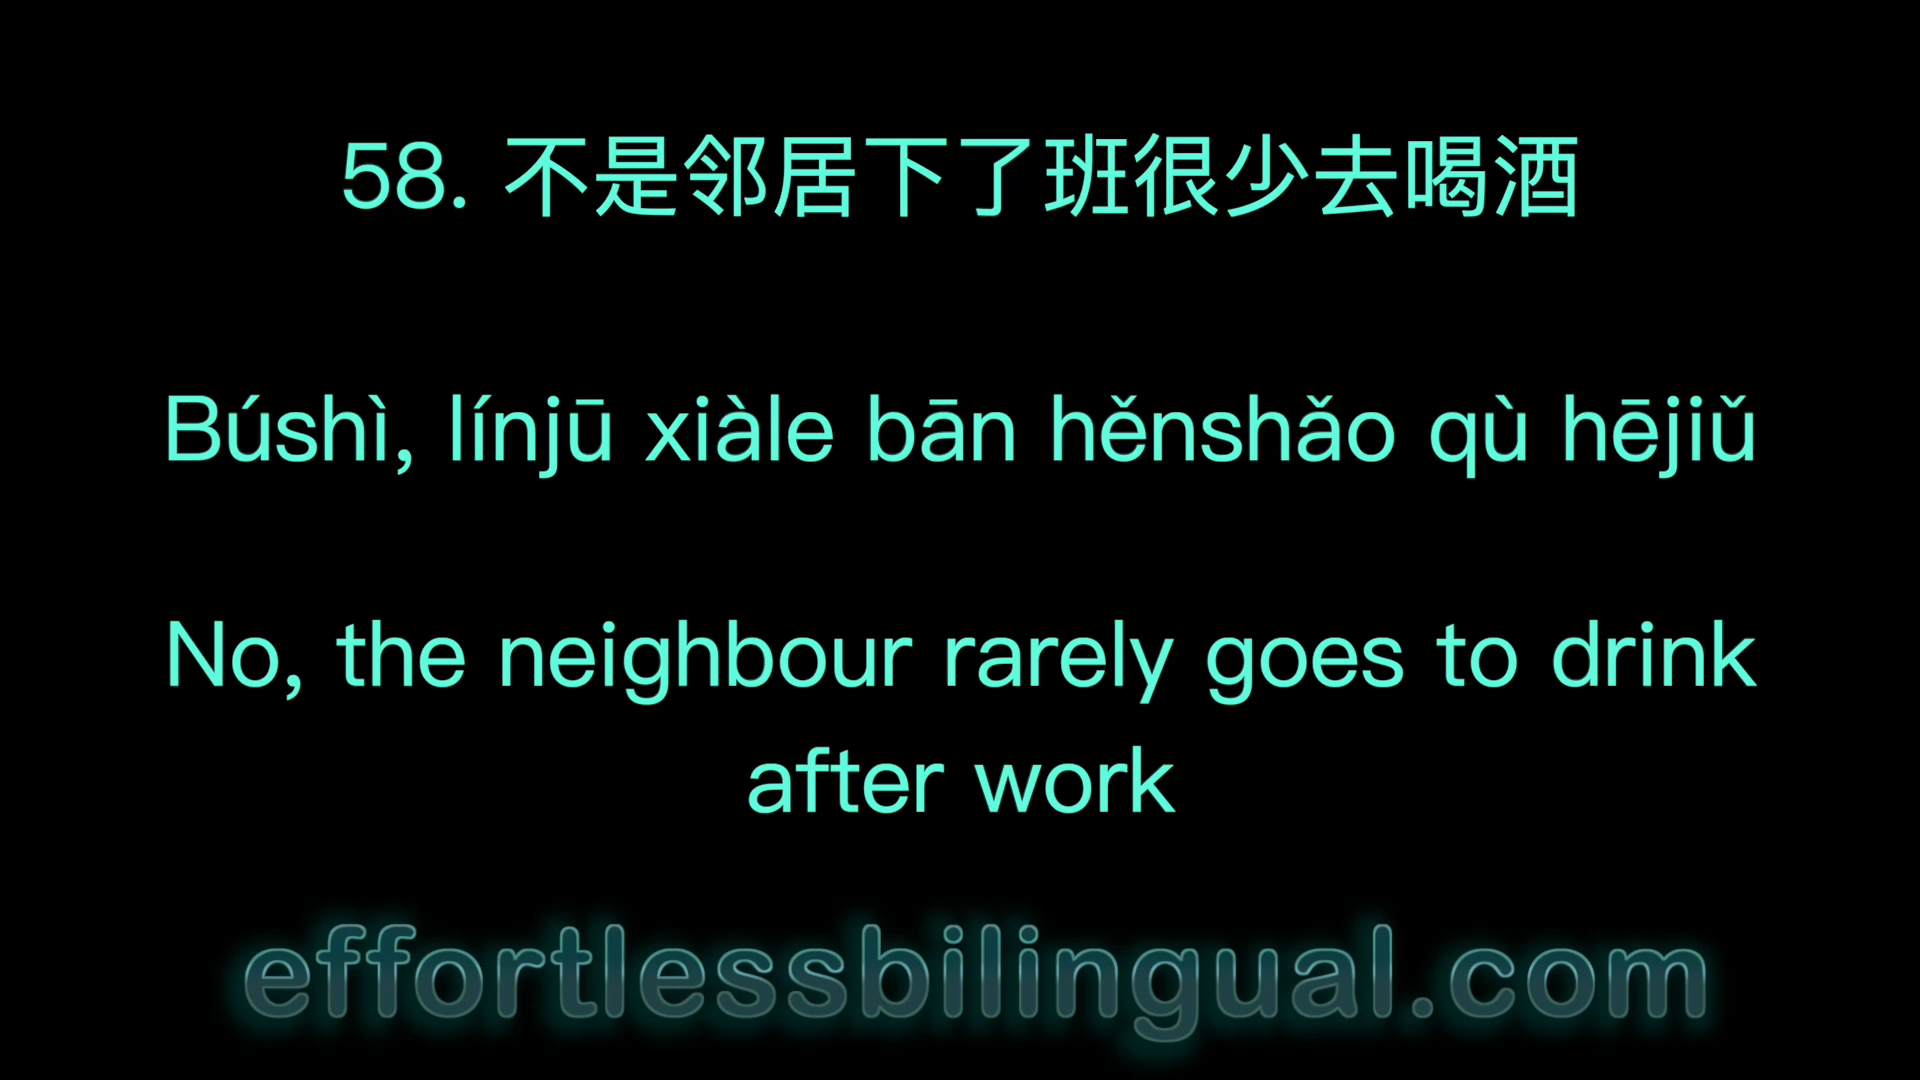 58. 不是邻居下了班很少去喝酒
Búshì, línjū xiàle bān hěnshǎo qù hējiǔ
No, the neighbour rarely goes to drink
after work
effortlessbilingual.com